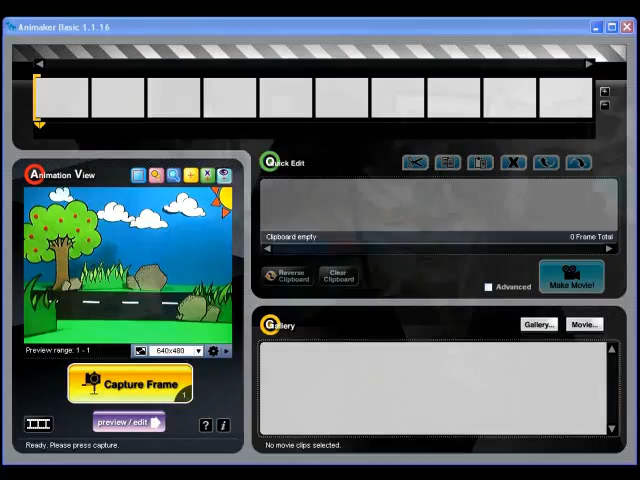 Animaker Basic 1.1.16
Quick Edit
Animation View
Clipboard empty
0 Frame Total
Reverse
Clipboard
Clear
Clipboard
Advanced
Make Movie!
Preview range: 1 - 1
640x480
Capture Frame
1
preview / edit
? i
Ready. Please press capture.
Gallery
Gallery...
Movie...
No movie clips selected.